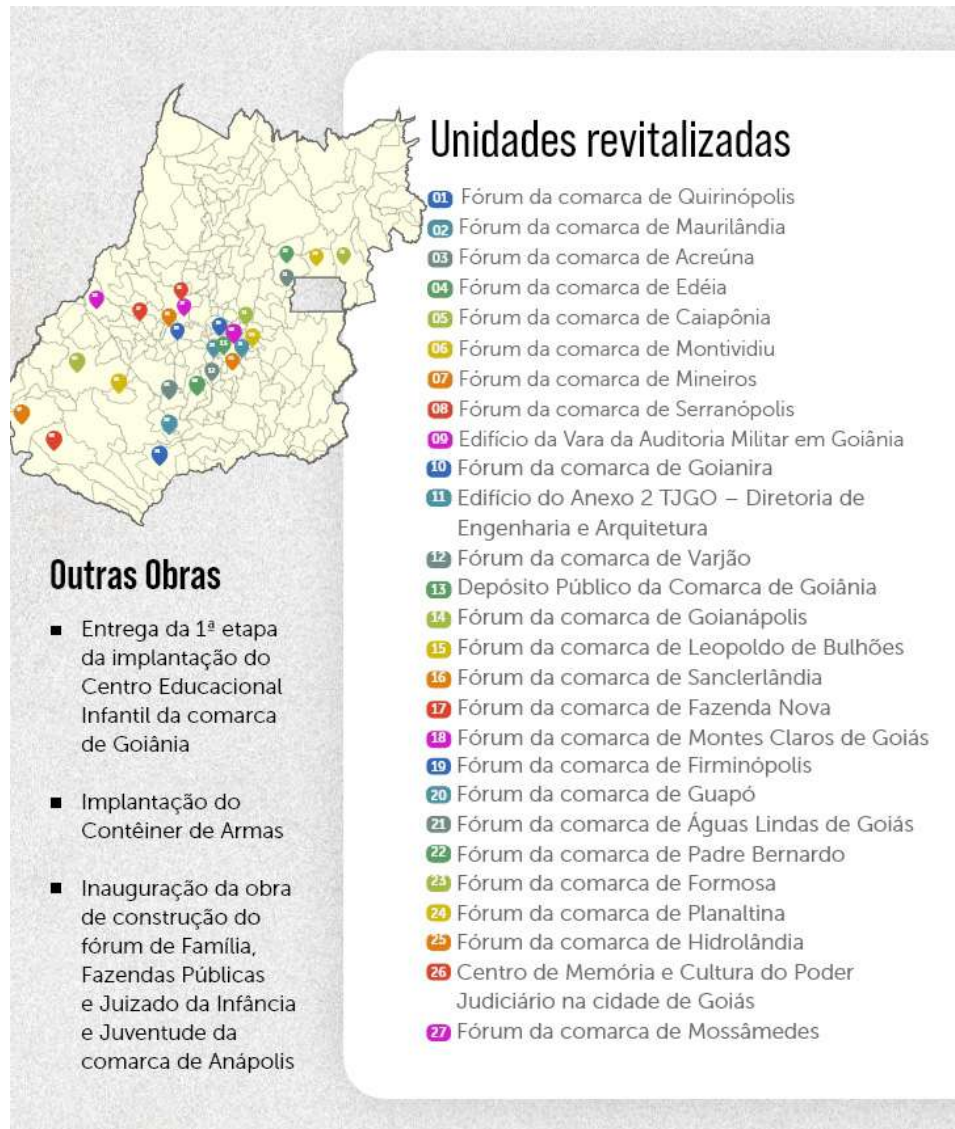 Unidades revitalizadas
01 Fórum da comarca de Quirinópolis
02 Fórum da comarca de Maurilândia
03 Fórum da comarca de Acreúna
04 Fórum da comarca de Edéia
05 Fórum da comarca de Caiapônia
06 Fórum da comarca de Montividiu
07 Fórum da comarca de Mineiros
08 Fórum da comarca de Serranópolis
09 Edifício da Vara da Auditoria Militar em Goiânia
10 Fórum da comarca de Goianira
11 Edifício do Anexo 2 TJGO – Diretoria de
Engenharia e Arquitetura
12 Fórum da comarca de Varjão
13 Depósito Público da Comarca de Goiânia
14 Fórum da comarca de Goianápolis
15 Fórum da comarca de Leopoldo de Bulhões
16 Fórum da comarca de Sanclerlândia
17 Fórum da comarca de Fazenda Nova
18 Fórum da comarca de Montes Claros de Goiás
19 Fórum da comarca de Firminópolis
20 Fórum da comarca de Guapó
21 Fórum da comarca de Águas Lindas de Goiás
22 Fórum da comarca de Padre Bernardo
23 Fórum da comarca de Formosa
24 Fórum da comarca de Planaltina
25 Fórum da comarca de Hidrolândia
26 Centro de Memória e Cultura do Poder
Judiciário na cidade de Goiás
27 Fórum da comarca de Mossâmedes
Outras Obras
Entrega da 1ª etapa
da implantação do
Centro Educacional
Infantil da comarca
de Goiânia
Implantação do
Contêiner de Armas
Inauguração da obra
de construção do
fórum de Família,
Fazendas Públicas
e Juizado da Infância
e Juventude da
comarca de Anápolis